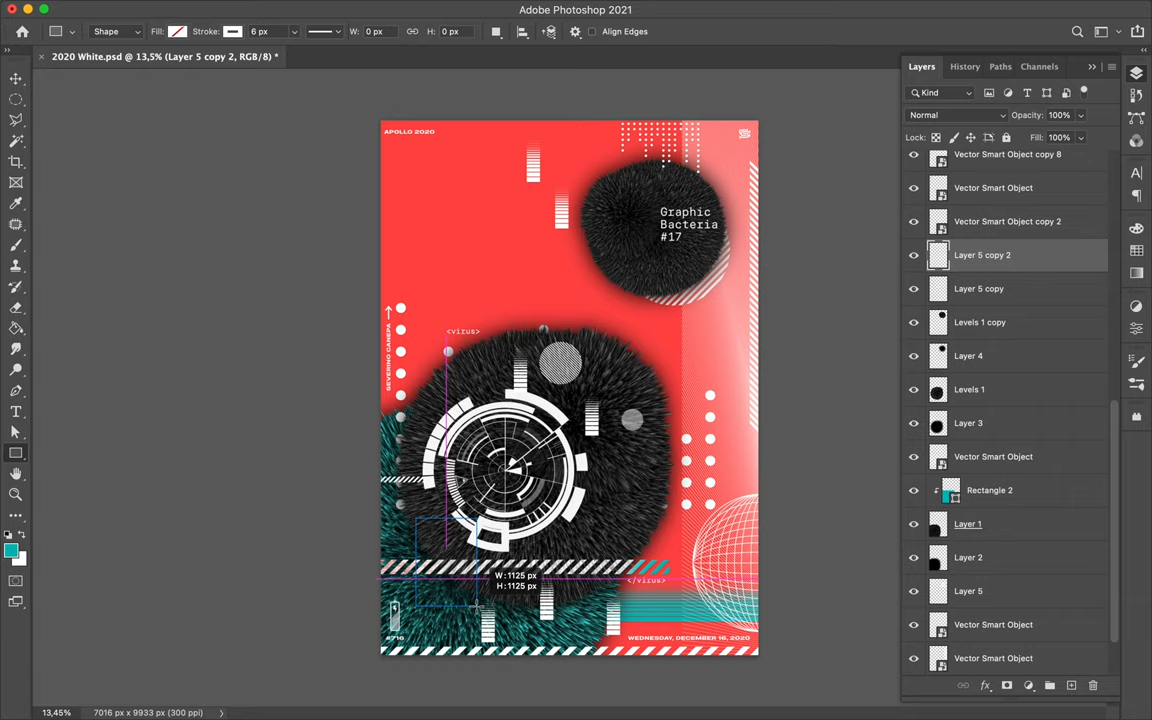 Adobe Photoshop 2021
Shape
Fill:
Stroke:
6 px
W: 0 px
H: 0 px
Align Edges
2020 White.psd @ 13,5% (Layer 5 copy 2, RGB/8) *
Layers
History
Paths
Channels
Kind
Normal
Opacity: 100%
Lock:
Fill: 100%
Vector Smart Object copy 8
Vector Smart Object
Vector Smart Object copy 2
Layer 5 copy 2
Layer 5 copy
Levels 1 copy
Layer 4
Levels 1
Layer 3
Vector Smart Object
Rectangle 2
Layer 1
Layer 2
Layer 5
Vector Smart Object
Vector Smart Object
APOLLO 2020
Graphic
Bacteria
#17
<virus>
SEVERINO CANEPA
W: 1125 px
H: 1125 px
</virus>
#716
WEDNESDAY, DECEMBER 16, 2020
13,45%
7016 px x 9933 px (300 ppi)